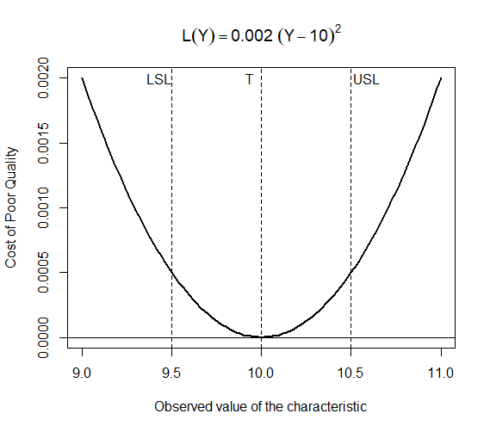 L(Y) = 0.002 (Y − 10)²
LSL T USL
Cost of Poor Quality
0.0020
0.0015
0.0010
0.0005
0.0000
9.0 9.5 10.0 10.5 11.0
Observed value of the characteristic